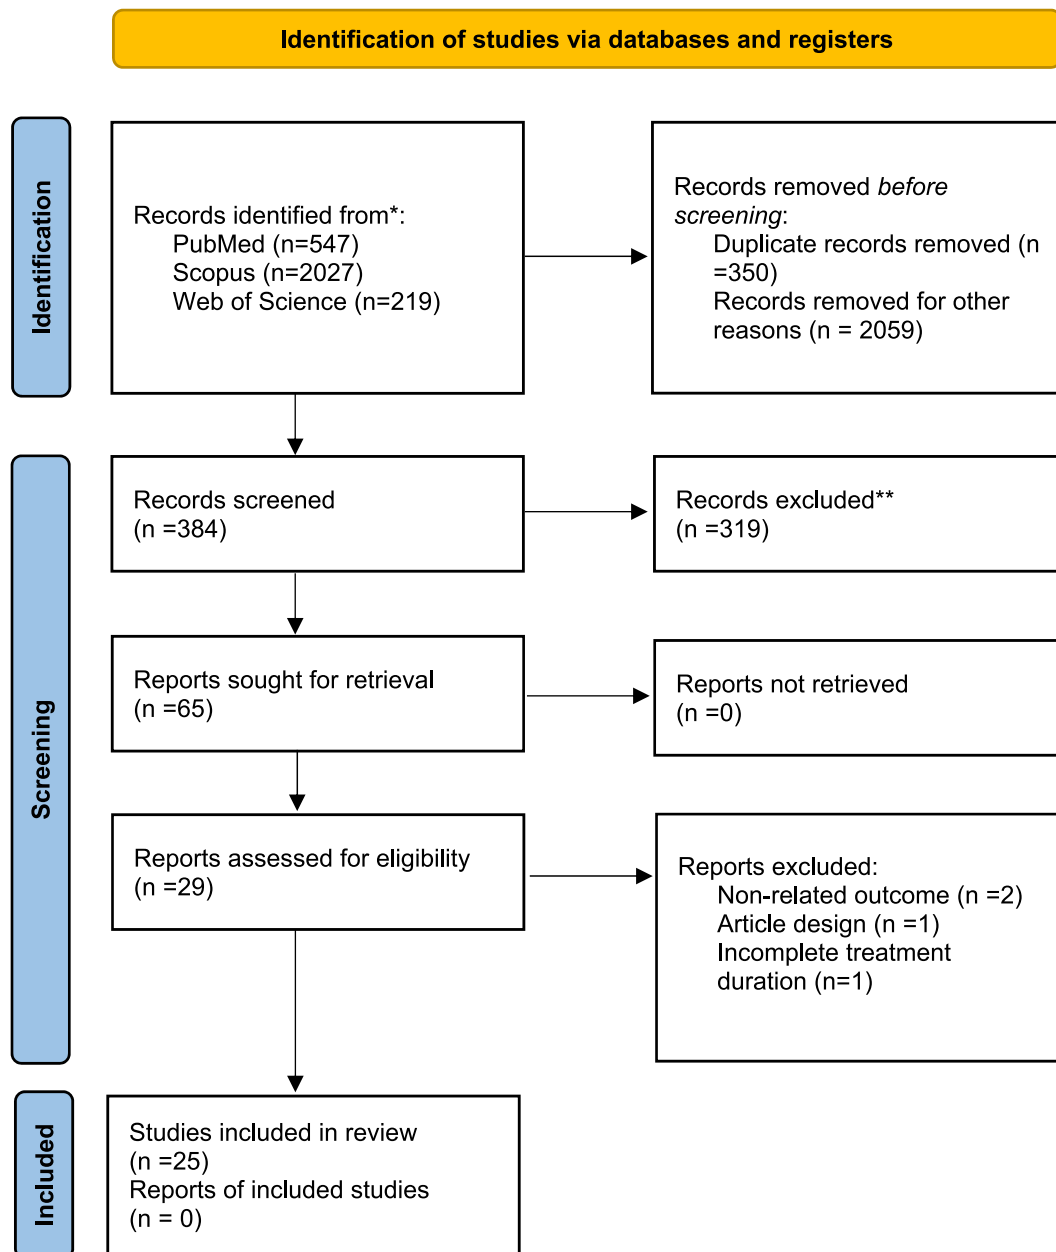 Identification of studies via databases and registers
Identification
Records identified from*:
PubMed (n=547)
Scopus (n=2027)
Web of Science (n=219)
Records removed before
screening:
Duplicate records removed (n
=350)
Records removed for other
reasons (n = 2059)
Screening
Records screened
(n =384)
Records excluded**
(n =319)
Reports sought for retrieval
(n =65)
Reports not retrieved
(n =0)
Reports assessed for eligibility
(n =29)
Reports excluded:
Non-related outcome (n =2)
Article design (n =1)
Incomplete treatment
duration (n=1)
Included
Studies included in review
(n =25)
Reports of included studies
(n = 0)